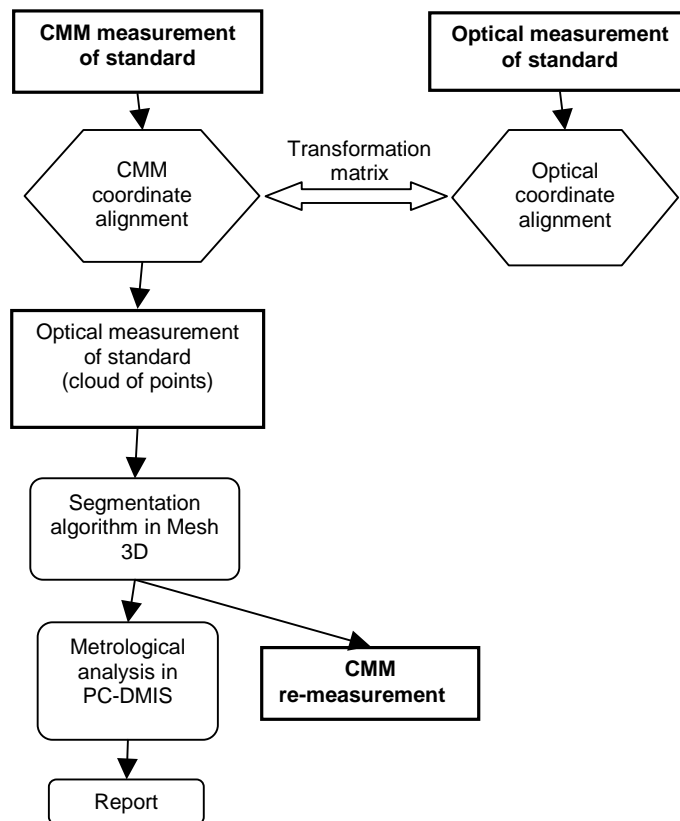 CMM measurement
of standard
Optical measurement
of standard
Transformation
matrix
CMM
coordinate
alignment
Optical
coordinate
alignment
Optical measurement
of standard
(cloud of points)
Segmentation
algorithm in Mesh
3D
Metrological
analysis in
PC-DMIS
CMM
re-measurement
Report